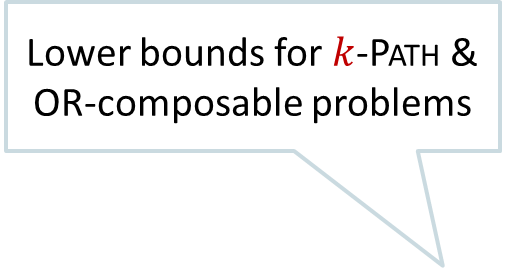 Lower bounds for k-PATH &
OR-composable problems